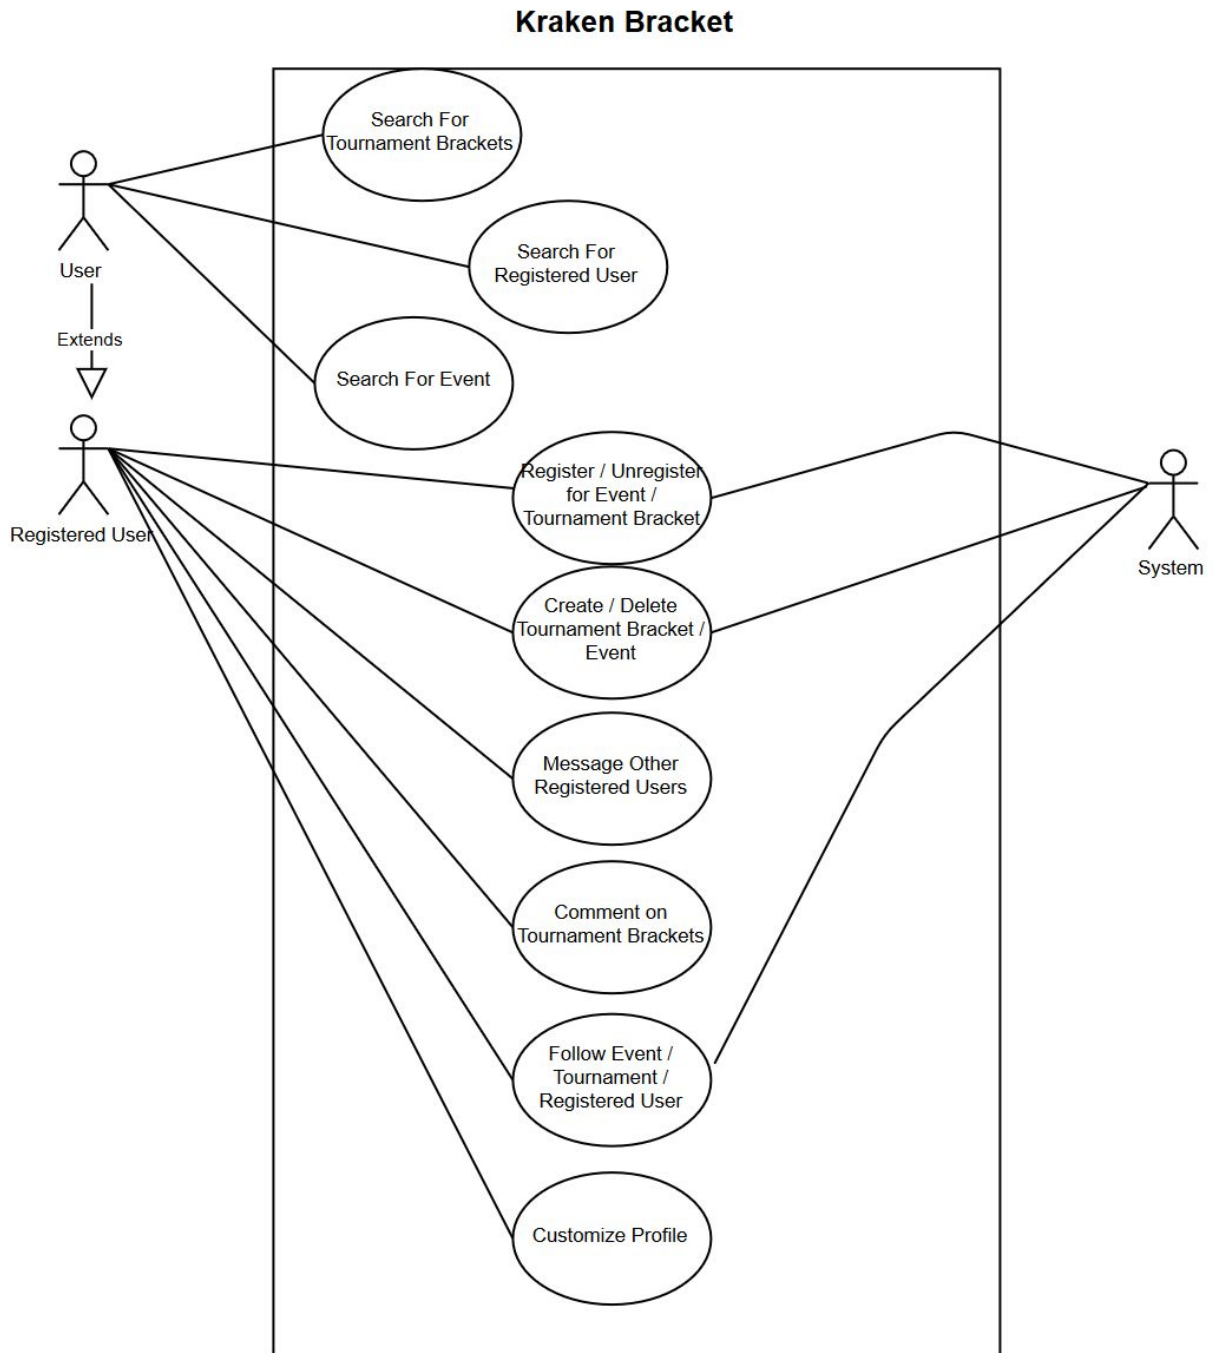 Kraken Bracket
Search For
Tournament Brackets
User
Search For
Registered User
Extends
Search For Event
Registered User
Register / Unregister
for Event /
Tournament Bracket
System
Create / Delete
Tournament Bracket /
Event
Message Other
Registered Users
Comment on
Tournament Brackets
Follow Event /
Tournament /
Registered User
Customize Profile